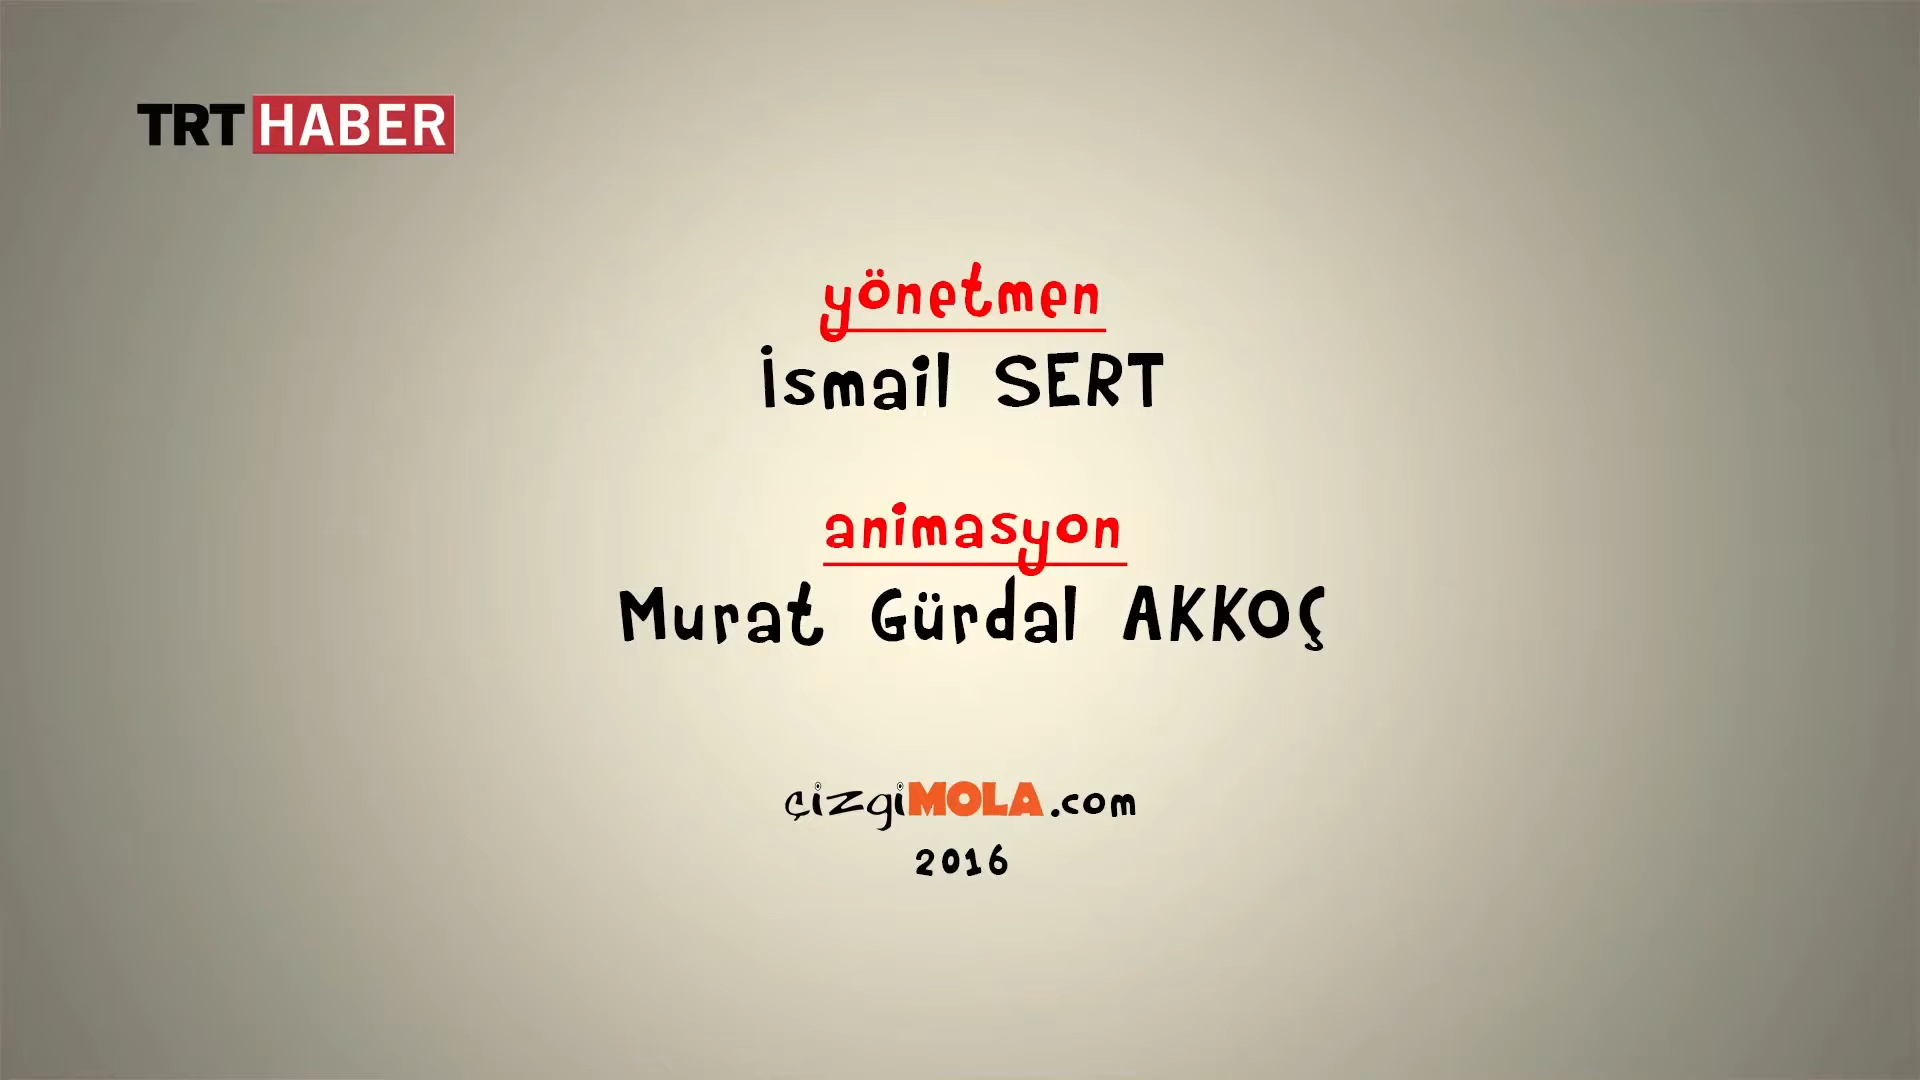 TRT HABER
yönetmen
İsmail SERT
animasyon
Murat Gürdal AKKOÇ
çizgiMOLA.com
2016